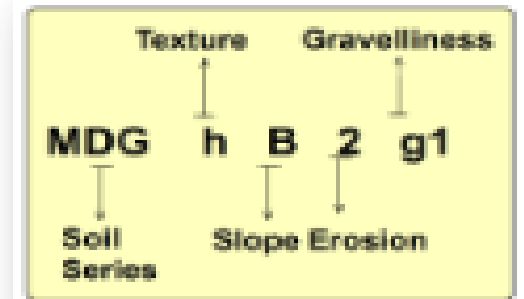 Texture Gravelliness
MDG h B 2 g1
Soil Slope Erosion
Series